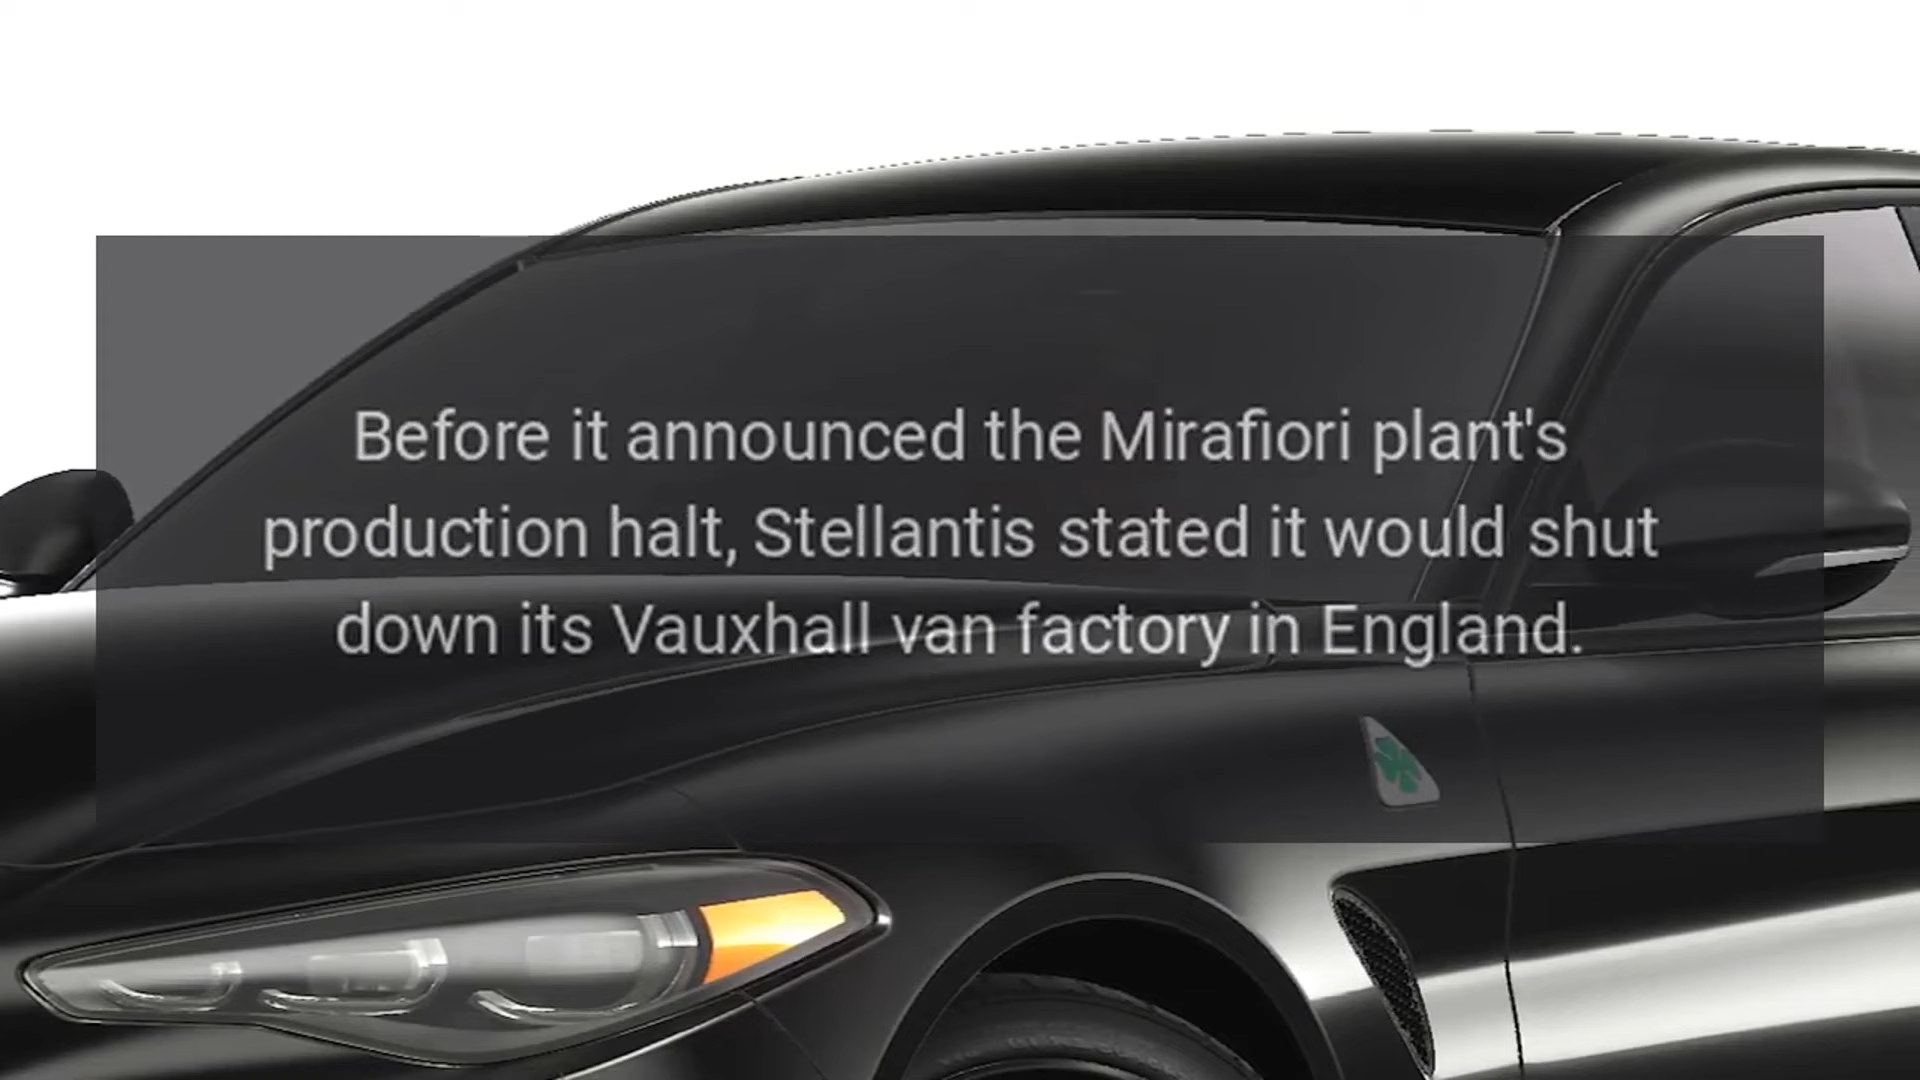 Before it announced the Mirafiori plant's
production halt, Stellantis stated it would shut
down its Vauxhall van factory in England.